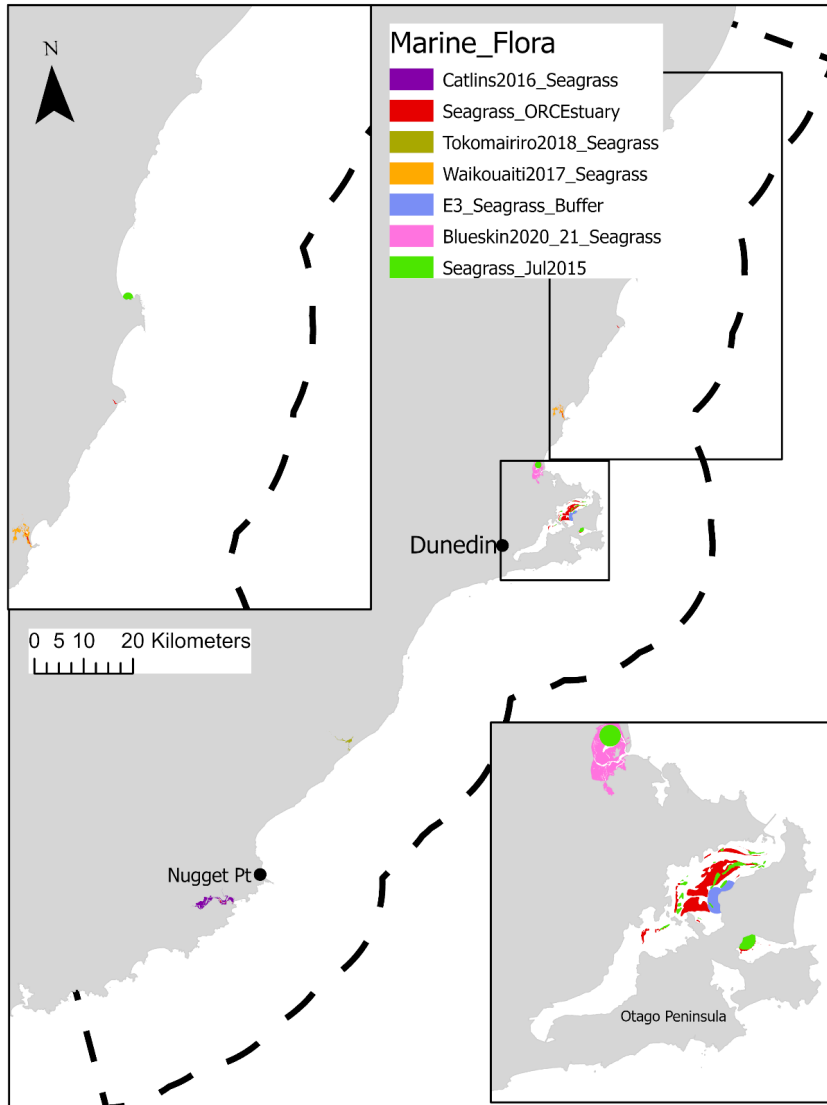 N
Marine_Flora
Catlins2016_Seagrass
Seagrass_ORCEstuary
Tokomairiro2018_Seagrass
Waikouaiti2017_Seagrass
E3_Seagrass_Buffer
Blueskin2020_21_Seagrass
Seagrass_Jul2015
Dunedin
0 5 10 20 Kilometers
Nugget Pt
Otago Peninsula